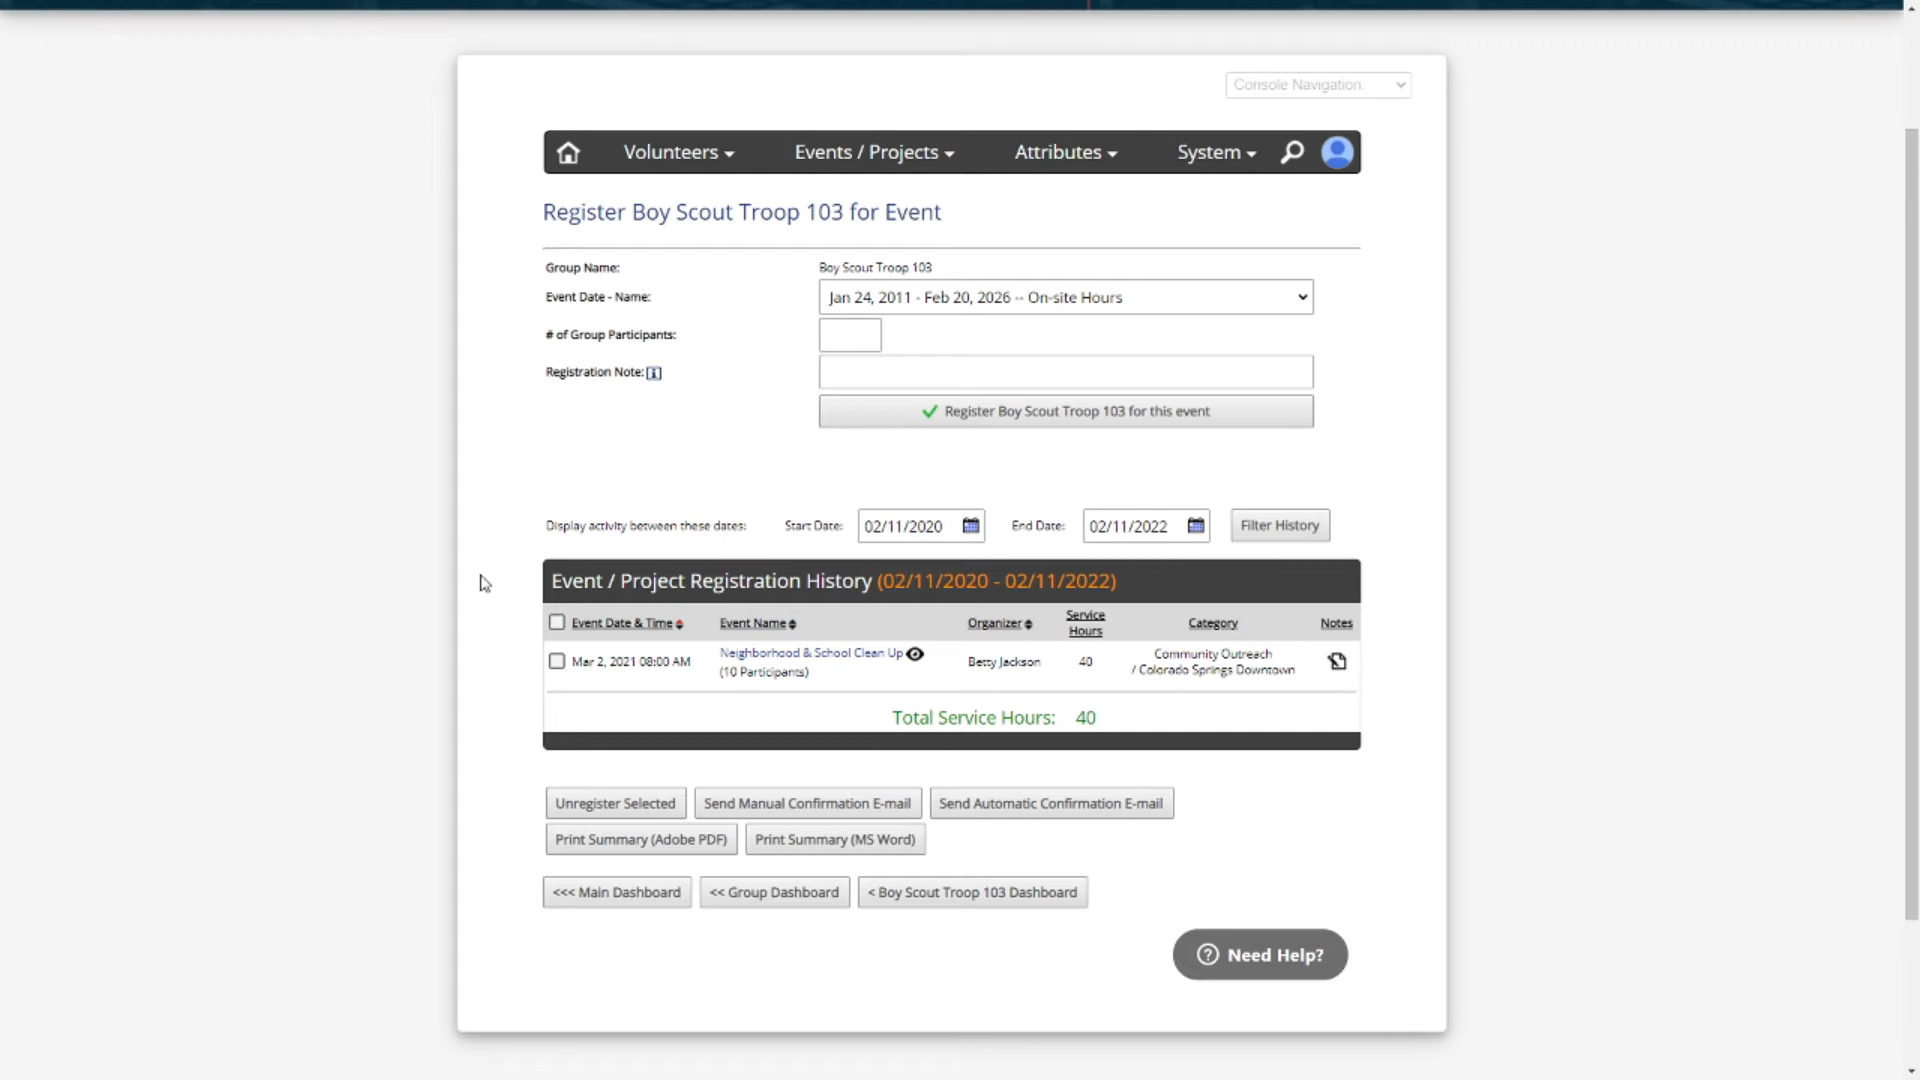 Console Navigation.
Volunteers
Events / Projects
Attributes
System
Register Boy Scout Troop 103 for Event
Group Name:
Boy Scout Troop 103
Event Date - Name:
Jan 24, 2011 - Feb 20, 2026 -- On-site Hours
# of Group Participants:
Registration Note:
Register Boy Scout Troop 103 for this event
Display activity between these dates:
Start Date:
02/11/2020
End Date:
02/11/2022
Filter History
Event / Project Registration History (02/11/2020 - 02/11/2022)
Event Date & Time
Event Name
Organizer
Service
Hours
Category
Notes
Mar 2, 2021 08:00 AM
Neighborhood & School Clean Up
(10 Participants)
Betty Jackson
40
Community Outreach
/ Colorado Springs Downtown
Total Service Hours: 40
Unregister Selected
Send Manual Confirmation E-mail
Send Automatic Confirmation E-mail
Print Summary (Adobe PDF)
Print Summary (MS Word)
<<< Main Dashboard
<< Group Dashboard
< Boy Scout Troop 103 Dashboard
Need Help?